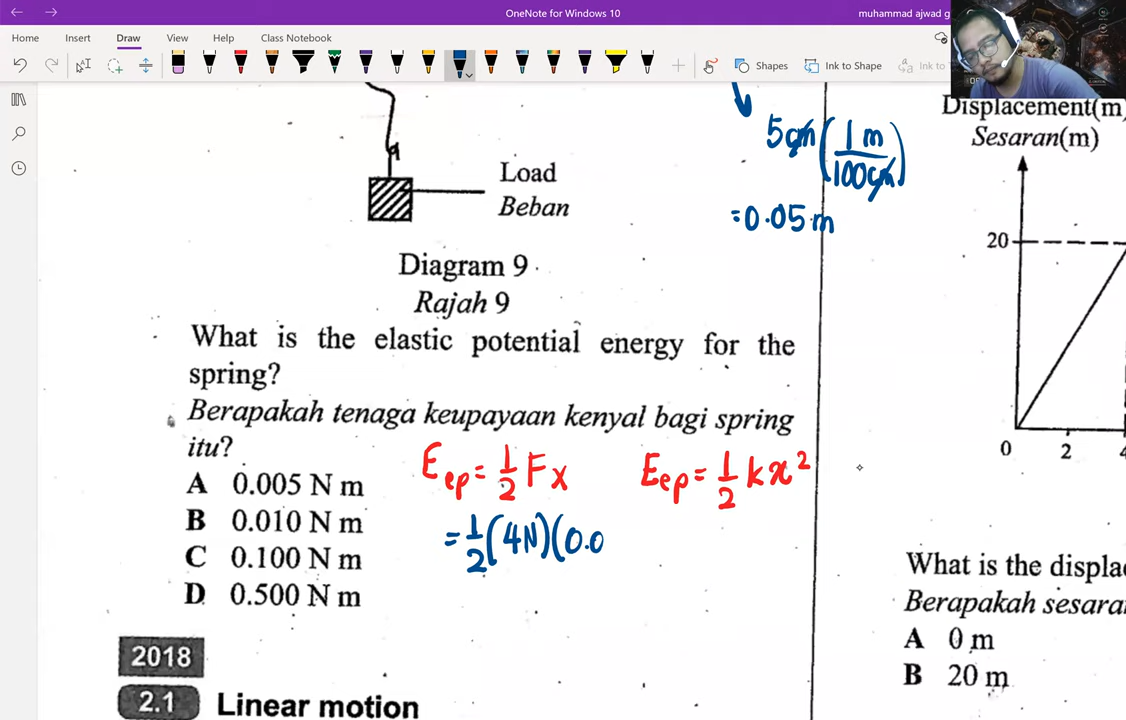 OneNote for Windows 10
muhammad ajwad g
Home Insert Draw View Help Class Notebook
Shapes
Ink to Shape
Ink to
Load
Beban
Diagram 9
Rajah 9
What is the elastic potential energy for the
spring?
Berapakah tenaga keupayaan kenyal bagi spring
itu?
A 0.005 N m
B 0.010 N m
C 0.100 N m
D 0.500 N m
Eep = 1/2 Fx
= 1/2 (4N)(0.0
Eep = 1/2 kx²
2018
2.1 Linear motion
5cm (1 m / 100cm)
=0.05 m
Displacement(m)
Sesaran(m)
20
0 2 4
What is the displa
Berapakah sesara
A 0 m
B 20 m